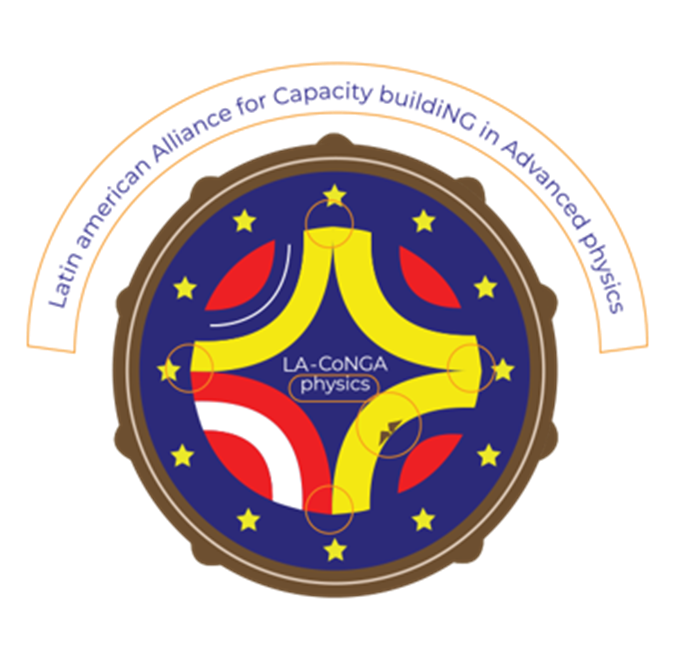 Latin american Alliance for Capacity buildiNG in Advanced physics
LA-CoNGA
physics